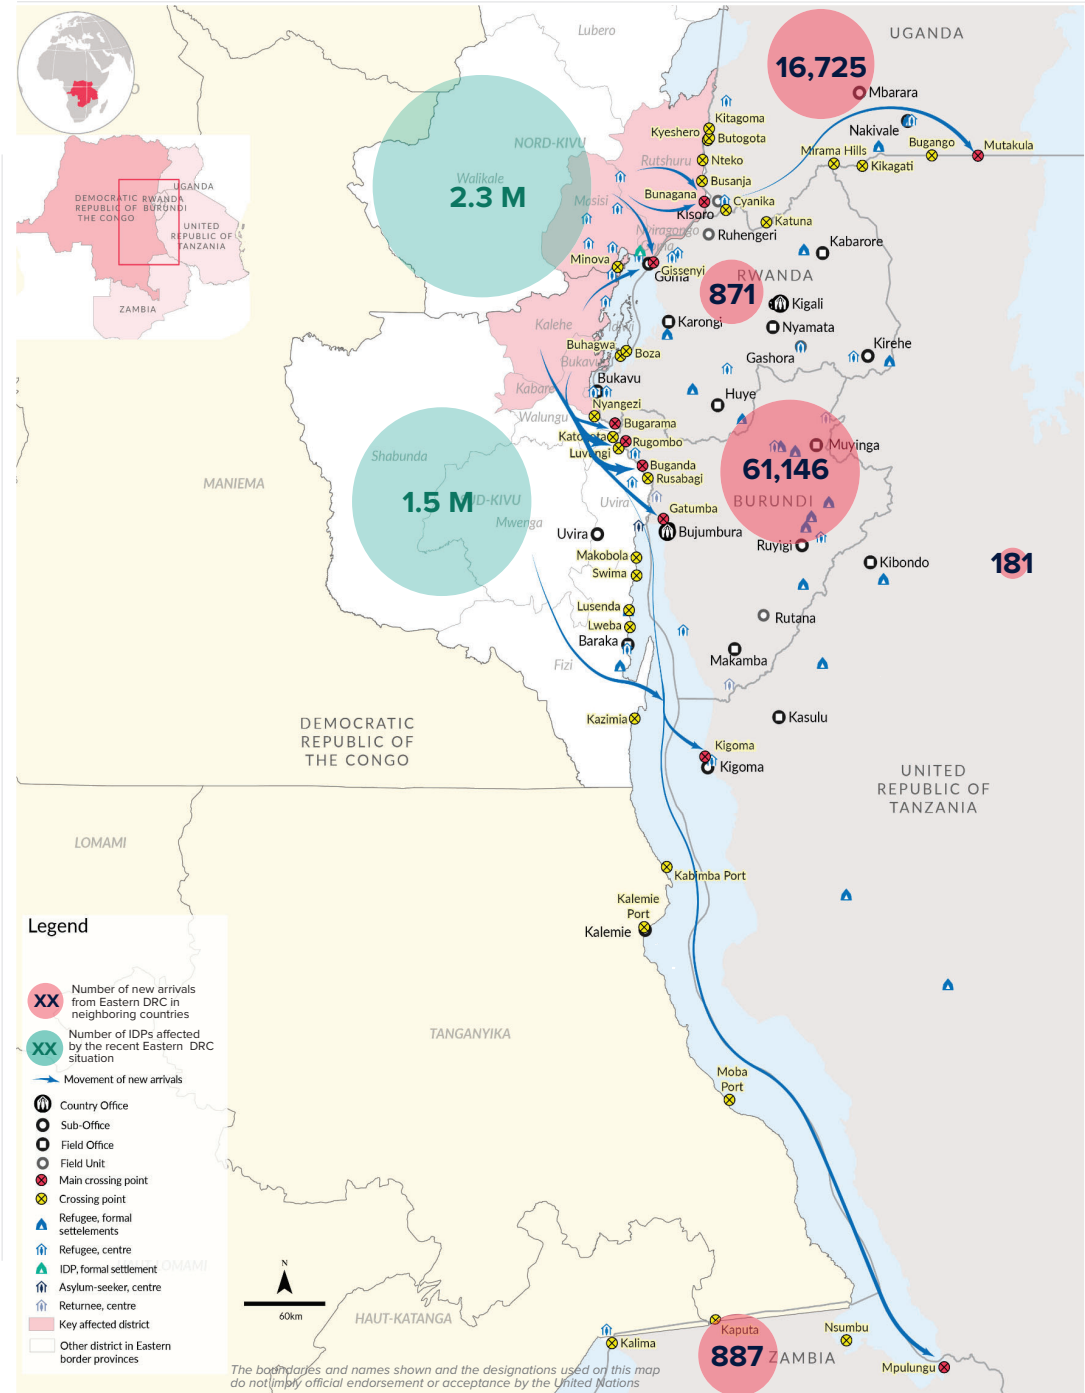 Lubero
UGANDA
16,725
Mbarara
Kitagoma
Kyeshero
Butogota
Nakivale
NORD-KIVU
Bugango
Mutakula
Mirama Hills
Kikagati
Rutshuru
Nteko
Walikale
2.3 M
Busanja
Masisi
Bunagana
Cyanika
Kisoro
Katuna
Nyiragongo
Ruhengeri
Kabarore
Minova
Goma
Gissenyi
RWANDA
871
Kigali
Karongi
Nyamata
Kalehe
Idjwi
Kirehe
Buhagwa
Boza
Gashora
Bukavu
Bukavu
Kabare
Huye
Nyangezi
Walungu
Bugarama
Rugombo
Muyinga
Luvungi
Shabunda
Buganda
61,146
Rusabagi
MANIEMA
1.5 M
SUD-KIVU
Uvira
BURUNDI
Mwenga
Gatumba
Uvira
Bujumbura
Ruyigi
Makobola
Kibondo
181
Swima
Lusenda
Lweba
Rutana
Baraka
Fizi
Makamba
Kazimia
Kasulu
DEMOCRATIC
REPUBLIC OF
THE CONGO
Kigoma
Kigoma
UNITED
REPUBLIC OF
TANZANIA
LOMAMI
Kabimba Port
Kalemie
Port
Kalemie
TANGANYIKA
Moba
Port
HAUT-KATANGA
Kalima
Kaputa
Nsumbu
887
ZAMBIA
Mpulungu
DEMOCRATIC
REPUBLIC OF
THE CONGO
UGANDA
RWANDA
BURUNDI
UNITED
REPUBLIC OF
TANZANIA
ZAMBIA
Legend
XX
Number of new arrivals
from Eastern DRC in
neighboring countries
XX
Number of IDPs affected
by the recent Eastern DRC
situation
Movement of new arrivals
Country Office
Sub-Office
Field Office
Field Unit
Main crossing point
Crossing point
Refugee, formal
settelements
Refugee, centre
LOMAMI
IDP, formal settlement
Asylum-seeker, centre
Returnee, centre
Key affected district
Other district in Eastern
border provinces
N
60km
The boundaries and names shown and the designations used on this map
do not imply official endorsement or acceptance by the United Nations